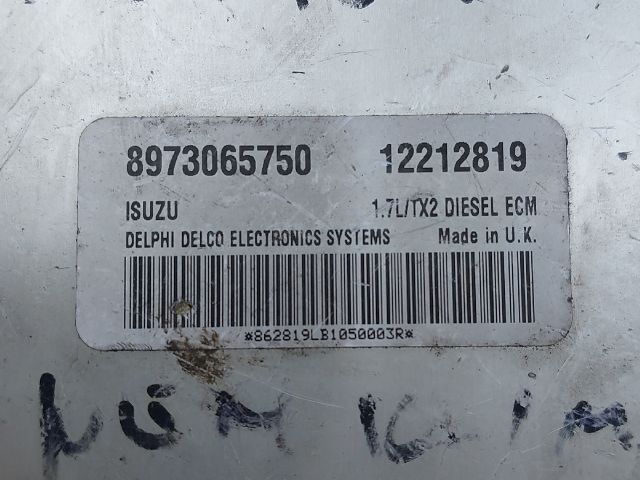 8973065750 12212819
ISUZU 1.7L/TX2 DIESEL ECM
DELPHI DELCO ELECTRONICS SYSTEMS Made in U.K.
*862819LB1050003R*